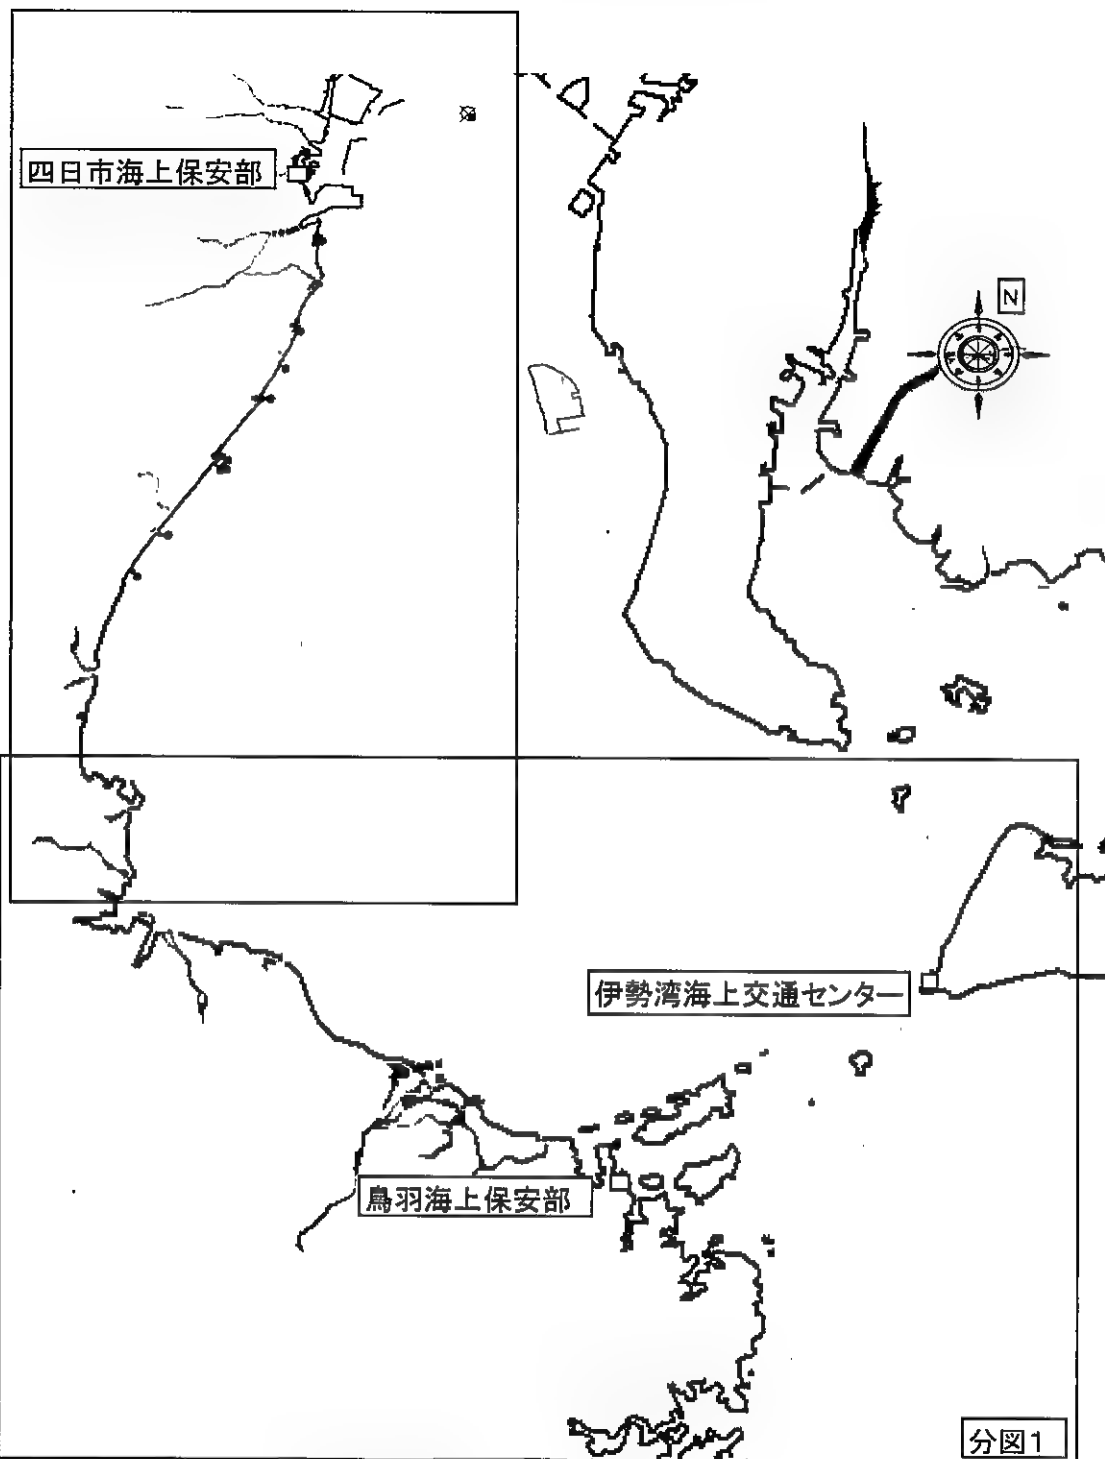 四日市海上保安部
N
伊勢湾海上交通センター
鳥羽海上保安部
分図1